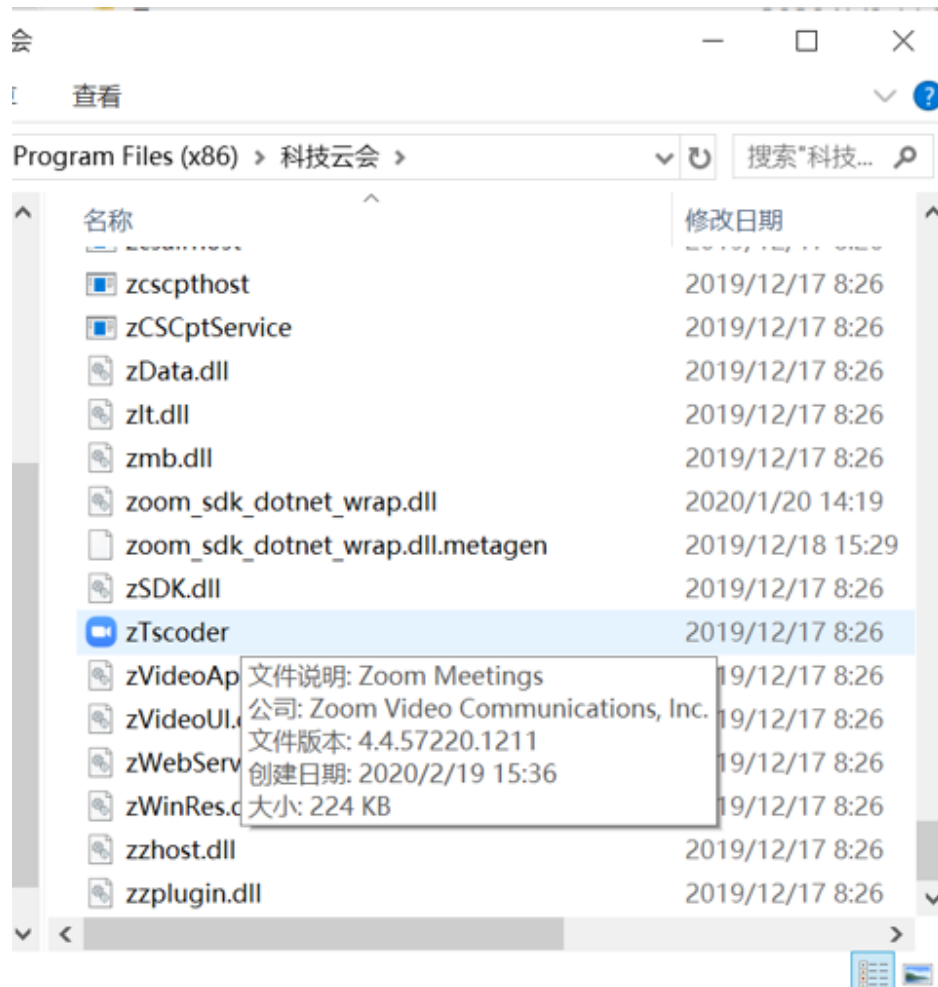 会
查看
?
Program Files (x86) > 科技云会 >
搜索"科技...
名称 修改日期
zcscpthost 2019/12/17 8:26
zCSCptService 2019/12/17 8:26
zData.dll 2019/12/17 8:26
zlt.dll 2019/12/17 8:26
zmb.dll 2019/12/17 8:26
zoom_sdk_dotnet_wrap.dll 2020/1/20 14:19
zoom_sdk_dotnet_wrap.dll.metagen 2019/12/18 15:29
zSDK.dll 2019/12/17 8:26
zTscoder 2019/12/17 8:26
zVideoAp 19/12/17 8:26
zVideoUI. 19/12/17 8:26
zWebServ 19/12/17 8:26
zWinRes. 19/12/17 8:26
文件说明: Zoom Meetings
公司: Zoom Video Communications, Inc.
文件版本: 4.4.57220.1211
创建日期: 2020/2/19 15:36
大小: 224 KB
zzhost.dll 2019/12/17 8:26
zzplugin.dll 2019/12/17 8:26